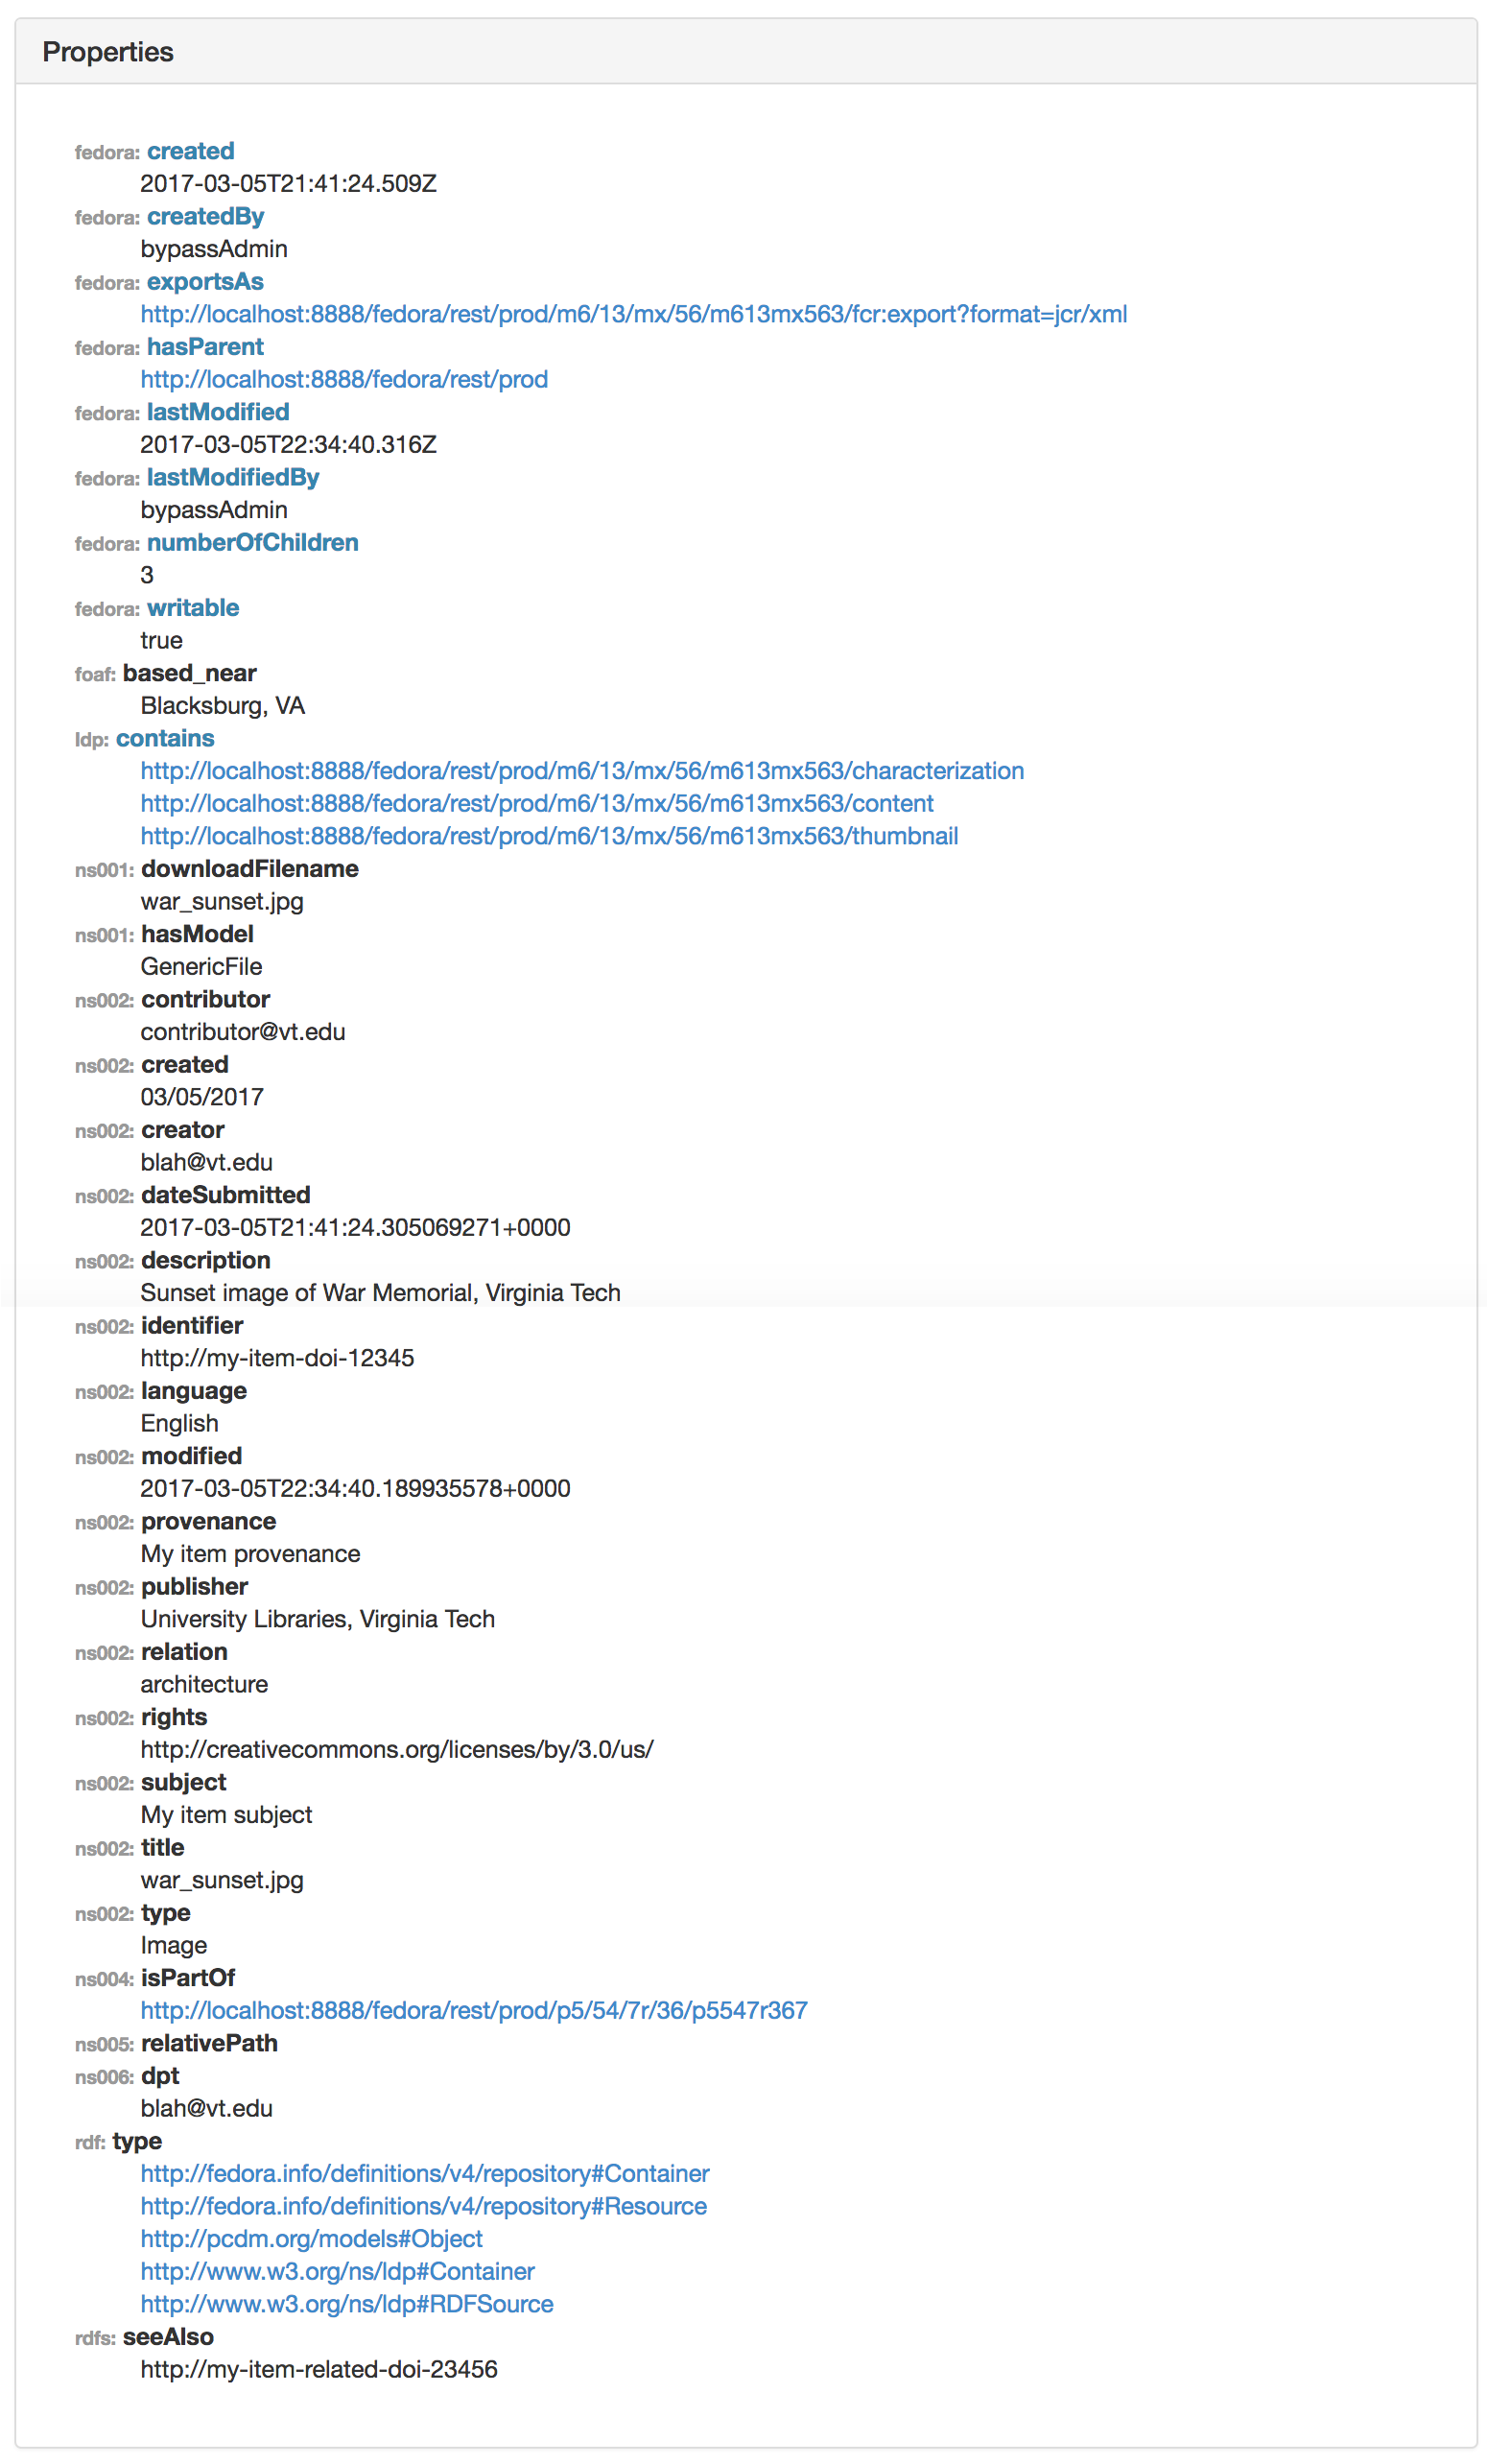 Properties
fedora: created
2017-03-05T21:41:24.509Z
fedora: createdBy
bypassAdmin
fedora: exportsAs
http://localhost:8888/fedora/rest/prod/m6/13/mx/56/m613mx563/fcr:export?format=jcr/xml
fedora: hasParent
http://localhost:8888/fedora/rest/prod
fedora: lastModified
2017-03-05T22:34:40.316Z
fedora: lastModifiedBy
bypassAdmin
fedora: numberOfChildren
3
fedora: writable
true
foaf: based_near
Blacksburg, VA
ldp: contains
http://localhost:8888/fedora/rest/prod/m6/13/mx/56/m613mx563/characterization
http://localhost:8888/fedora/rest/prod/m6/13/mx/56/m613mx563/content
http://localhost:8888/fedora/rest/prod/m6/13/mx/56/m613mx563/thumbnail
ns001: downloadFilename
war_sunset.jpg
ns001: hasModel
GenericFile
ns002: contributor
contributor@vt.edu
ns002: created
03/05/2017
ns002: creator
blah@vt.edu
ns002: dateSubmitted
2017-03-05T21:41:24.305069271+0000
ns002: description
Sunset image of War Memorial, Virginia Tech
ns002: identifier
http://my-item-doi-12345
ns002: language
English
ns002: modified
2017-03-05T22:34:40.189935578+0000
ns002: provenance
My item provenance
ns002: publisher
University Libraries, Virginia Tech
ns002: relation
architecture
ns002: rights
http://creativecommons.org/licenses/by/3.0/us/
ns002: subject
My item subject
ns002: title
war_sunset.jpg
ns002: type
Image
ns004: isPartOf
http://localhost:8888/fedora/rest/prod/p5/54/7r/36/p5547r367
ns005: relativePath
ns006: dpt
blah@vt.edu
rdf: type
http://fedora.info/definitions/v4/repository#Container
http://fedora.info/definitions/v4/repository#Resource
http://pcdm.org/models#Object
http://www.w3.org/ns/ldp#Container
http://www.w3.org/ns/ldp#RDFSource
rdfs: seeAlso
http://my-item-related-doi-23456